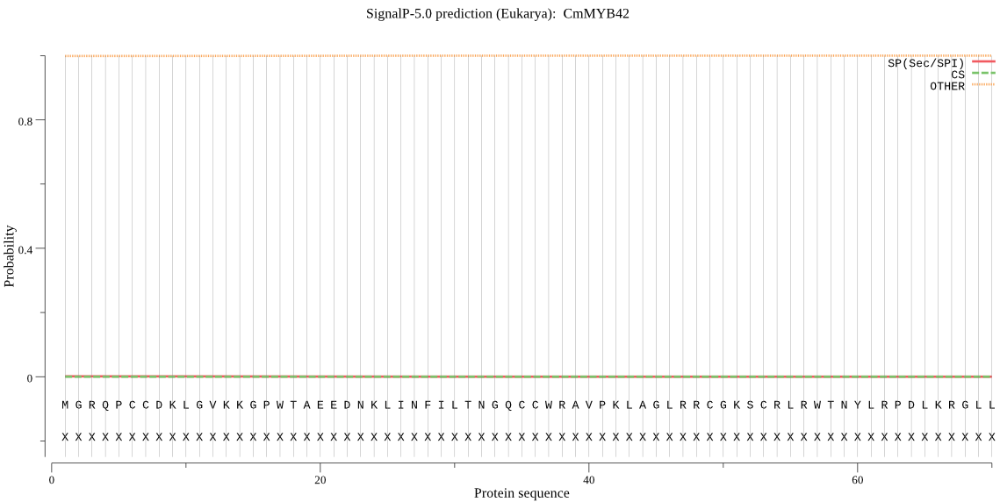 SignalP-5.0 prediction (Eukarya): CmMYB42
SP(Sec/SPI)
CS
OTHER
0.8
0.4
0
Probability
M G R Q P C C D K L G V K K G P W T A E E D N K L I N F I L T N G Q C C W R A V P K L A G L R R C G K S C R L R W T N Y L R P D L K R G L L
X X X X X X X X X X X X X X X X X X X X X X X X X X X X X X X X X X X X X X X X X X X X X X X X X X X X X X X X X X X X X X X X X X X X X X
0 20 40 60
Protein sequence